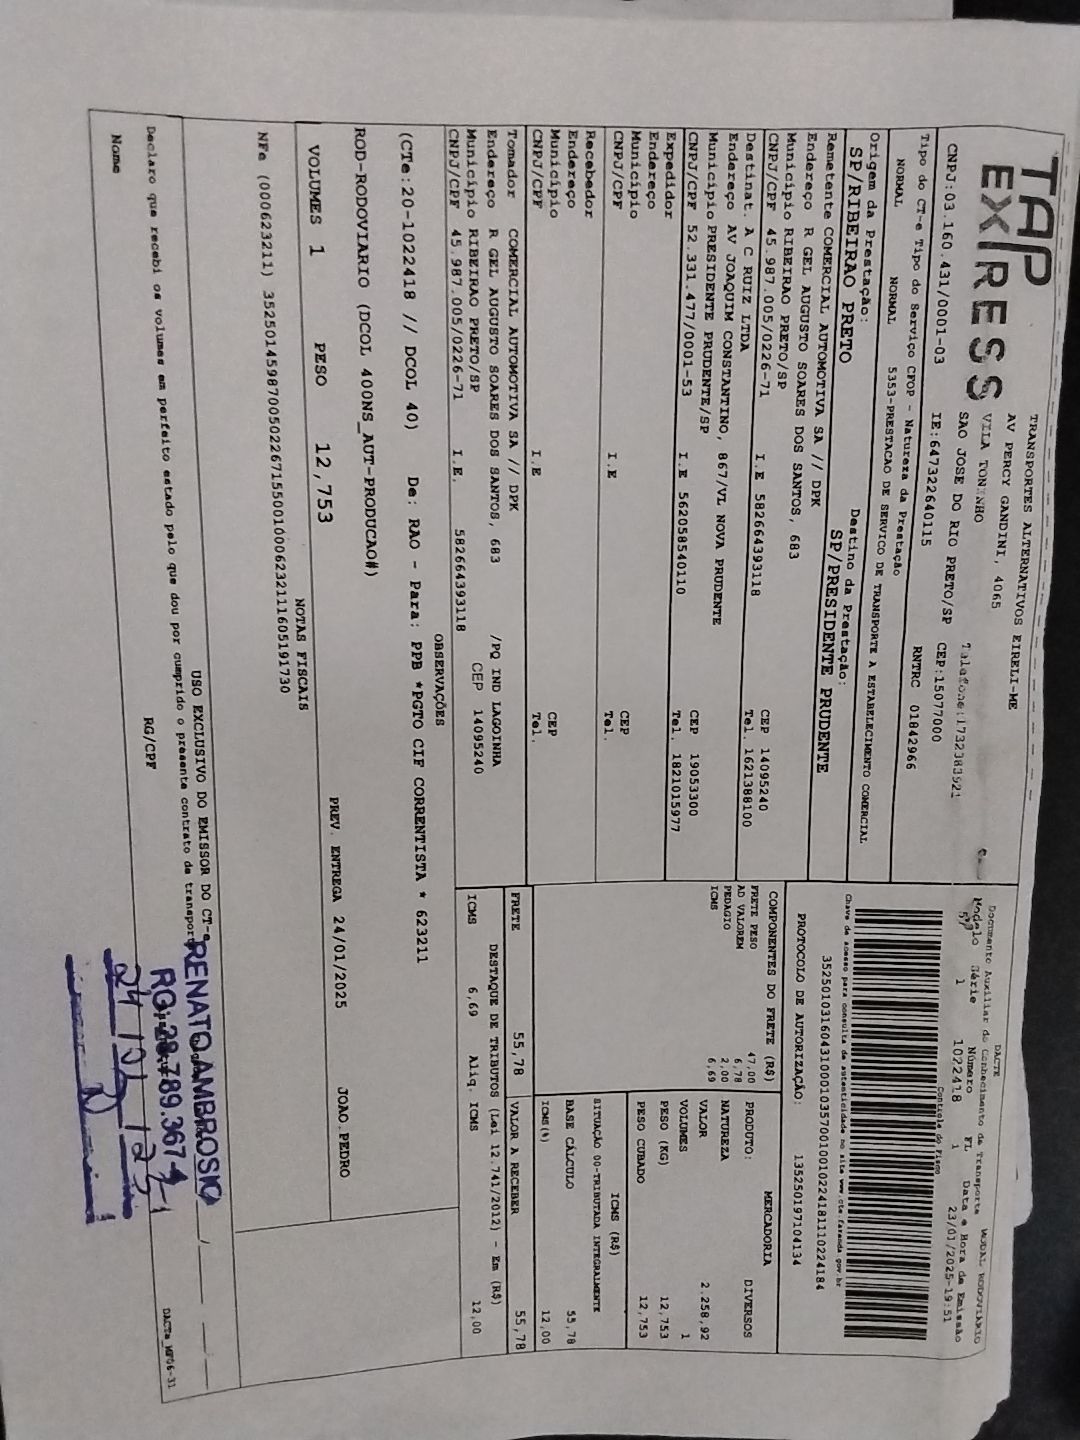 TAP
EXPRESS
TRANSPORTES ALTERNATIVOS EIRELI-ME
AV PERCY GANDINI, 4065
VILA TONINHO
SAO JOSE DO RIO PRETO/SP CEP:15077000
CNPJ:03.160.431/0001-03 IE:647322640115 RNTRC 01842966
DACTE MODAL RODOVIÁRIO
Documento Auxiliar do Conhecimento de Transporte
Modelo Série Número FL Data e Hora de Emissão
57 1 1022418 1 23/01/2025-19:51
Controle do Fisco
Tipo do CT-e Tipo do Serviço CFOP - Natureza da Prestação
NORMAL NORMAL 5353-PRESTACAO DE SERVICO DE TRANSPORTE A ESTABELECIMENTO COMERCIAL
Chave de acesso para consulta de autenticidade no site www.cte.fazenda.gov.br
Origem da Prestação: Destino da Prestação:
SP/RIBEIRAO PRETO SP/PRESIDENTE PRUDENTE
PROTOCOLO DE AUTORIZAÇÃO: 135250197104134
Remetente COMERCIAL AUTOMOTIVA SA // DPK
Endereço R GEL AUGUSTO SOARES DOS SANTOS, 683
Município RIBEIRAO PRETO/SP CEP 14095240
CNPJ/CPF 45.987.005/0226-71 I.E 582664393118 Tel. 1621388100
Destinat. A C RUIZ LTDA
Endereço AV JOAQUIM CONSTANTINO, 867/VL NOVA PRUDENTE
Município PRESIDENTE PRUDENTE/SP CEP 19053300
CNPJ/CPF 52.331.477/0001-53 I.E 562058540110 Tel. 1821015977
Expedidor
Endereço
Município CEP
CNPJ/CPF I.E Tel.
Recebedor
Endereço
Município CEP
CNPJ/CPF I.E Tel.
Tomador COMERCIAL AUTOMOTIVA SA // DPK
Endereço R GEL AUGUSTO SOARES DOS SANTOS, 683 /PQ IND LAGOINHA
Município RIBEIRAO PRETO/SP CEP 14095240
CNPJ/CPF 45.987.005/0226-71 I.E. 582664393118
COMPONENTES DO FRETE (R$)
FRETE PESO 47,00
AD VALOREM 6,78
PEDAGIO 2,00
ICMS 6,69
MERCADORIA
PRODUTO: DIVERSOS
NATUREZA
VALOR 2.258,92
VOLUMES 1
PESO (KG) 12,753
PESO CUBADO 12,753
ICMS (R$)
SITUAÇÃO 00-TRIBUTADA INTEGRALMENTE
BASE CÁLCULO 55,78
ICMS(%) 12,00
FRETE 55,78 VALOR A RECEBER 55,78
DESTAQUE DE TRIBUTOS (Lei 12.741/2012) - Em (R$)
ICMS 6,69 Aliq. ICMS 12,00
OBSERVAÇÕES
(CTe:20-1022418 // DCOL 40) De: RAO - Para: PPB *PGTO CIF CORRENTISTA * 623211
ROD-RODOVIARIO (DCOL 400NS_AUT-PRODUCAO#)
VOLUMES 1 PESO 12,753 PREV. ENTREGA 24/01/2025 JOAO.PEDRO
NOTAS FISCAIS
NFe (000623211)
USO EXCLUSIVO DO EMISSOR DO CT-e
Declaro que recebi os volumes em perfeito estado pelo que dou por cumprido o presente contrato de transporte
Nome RG/CPF
RENATO AMBROSIO
RG: 28.789.367-4
DACTe_MP06-31